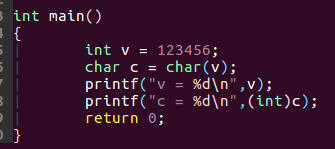 int main()
{
int v = 123456;
char c = char(v);
printf("v = %d\n",v);
printf("c = %d\n",(int)c);
return 0;
}